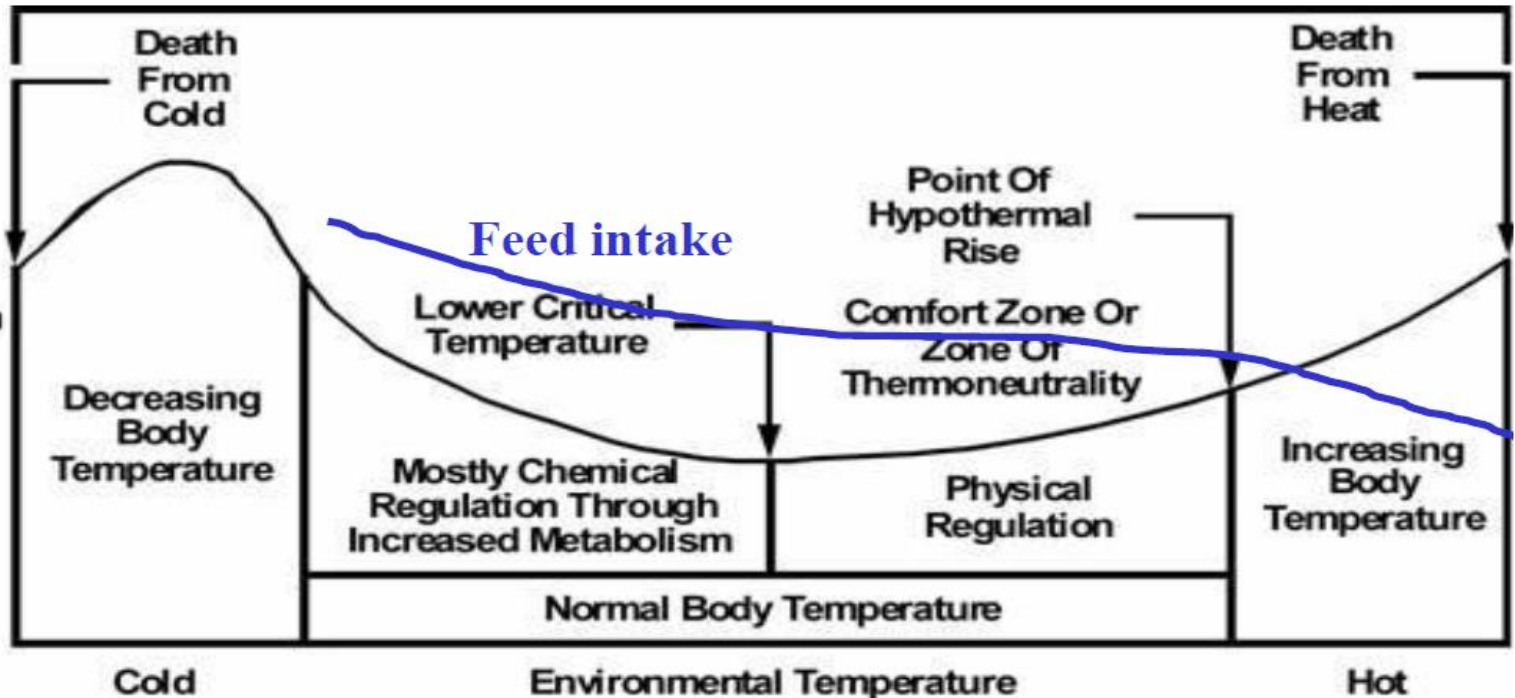 Death
From
Cold
Death
From
Heat
Point Of
Hypothermal
Rise
Feed intake
Lower Critical
Temperature
Comfort Zone Or
Zone Of
Thermoneutrality
Decreasing
Body
Temperature
Mostly Chemical
Regulation Through
Increased Metabolism
Physical
Regulation
Increasing
Body
Temperature
Normal Body Temperature
Cold
Environmental Temperature
Hot